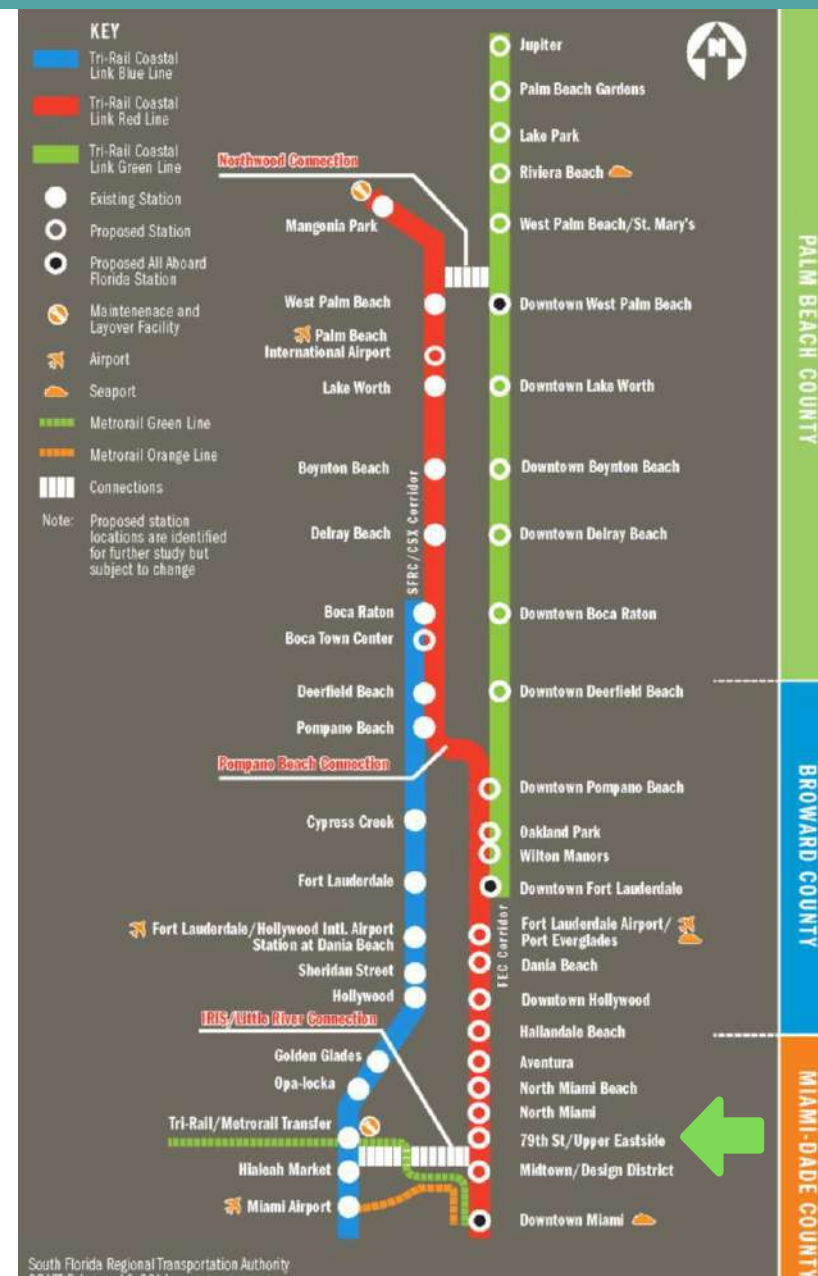 KEY
Tri-Rail Coastal
Link Blue Line
Tri-Rail Coastal
Link Red Line
Tri-Rail Coastal
Link Green Line
Existing Station
Proposed Station
Proposed All Aboard
Florida Station
Maintenenace and
Layover Facility
Airport
Seaport
Metrorail Green Line
Metrorail Orange Line
Connections
Note: Proposed station
locations are identified
for further study but
subject to change
N
Northwood Connection
Mangonia Park
West Palm Beach
Palm Beach
International Airport
Lake Worth
Boynton Beach
Delray Beach
SFRC/CSX Corridor
Boca Raton
Boca Town Center
Deerfield Beach
Pompano Beach
Pompano Beach Connection
Cypress Creek
Fort Lauderdale
Fort Lauderdale/Hollywood Intl. Airport
Station at Dania Beach
Sheridan Street
Hollywood
IRIS/Little River Connection
Golden Glades
Opa-locka
Tri-Rail/Metrorail Transfer
Hialeah Market
Miami Airport
Jupiter
Palm Beach Gardens
Lake Park
Riviera Beach
West Palm Beach/St. Mary's
Downtown West Palm Beach
Downtown Lake Worth
Downtown Boynton Beach
Downtown Delray Beach
Downtown Boca Raton
Downtown Deerfield Beach
Downtown Pompano Beach
Oakland Park
Wilton Manors
Downtown Fort Lauderdale
FEC Corridor
Fort Lauderdale Airport/
Port Everglades
Dania Beach
Downtown Hollywood
Hallandale Beach
Aventura
North Miami Beach
North Miami
79th St/Upper Eastside
Midtown/Design District
Downtown Miami
PALM BEACH COUNTY
BROWARD COUNTY
MIAMI-DADE COUNTY
South Florida Regional Transportation Authority